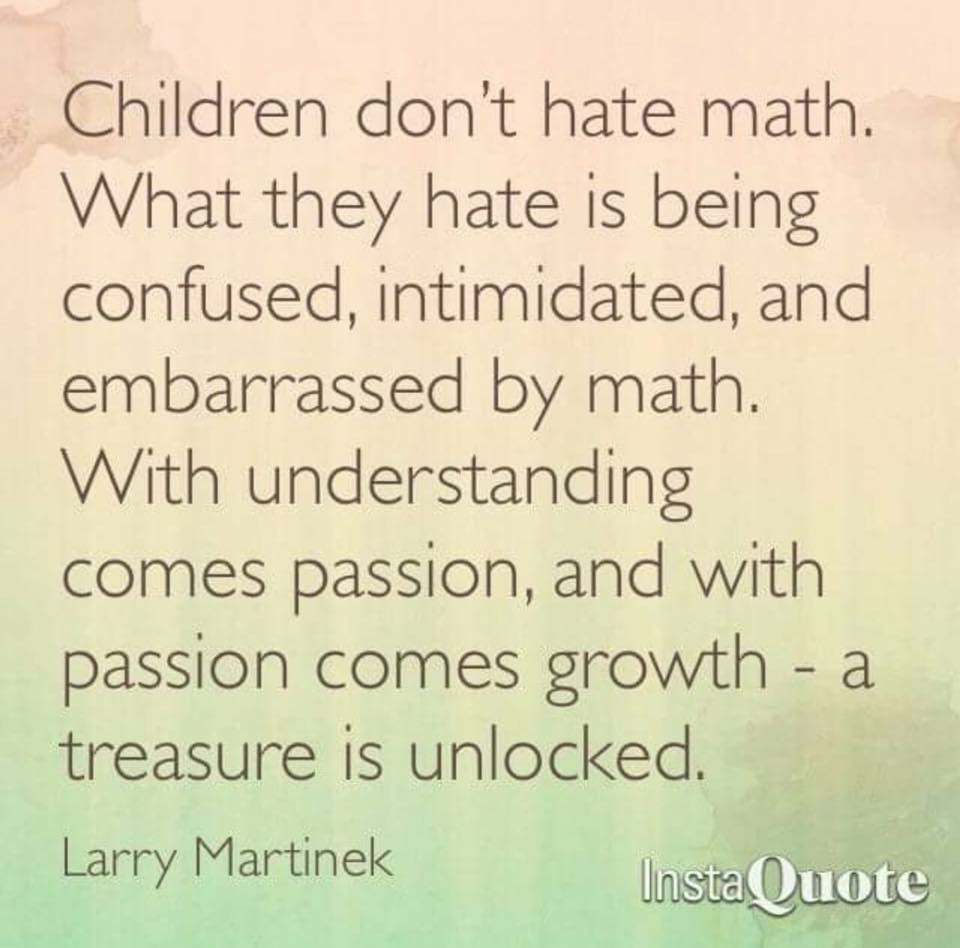 Children don’t hate math.
What they hate is being
confused, intimidated, and
embarrassed by math.
With understanding
comes passion, and with
passion comes growth - a
treasure is unlocked.
Larry Martinek
InstaQuote